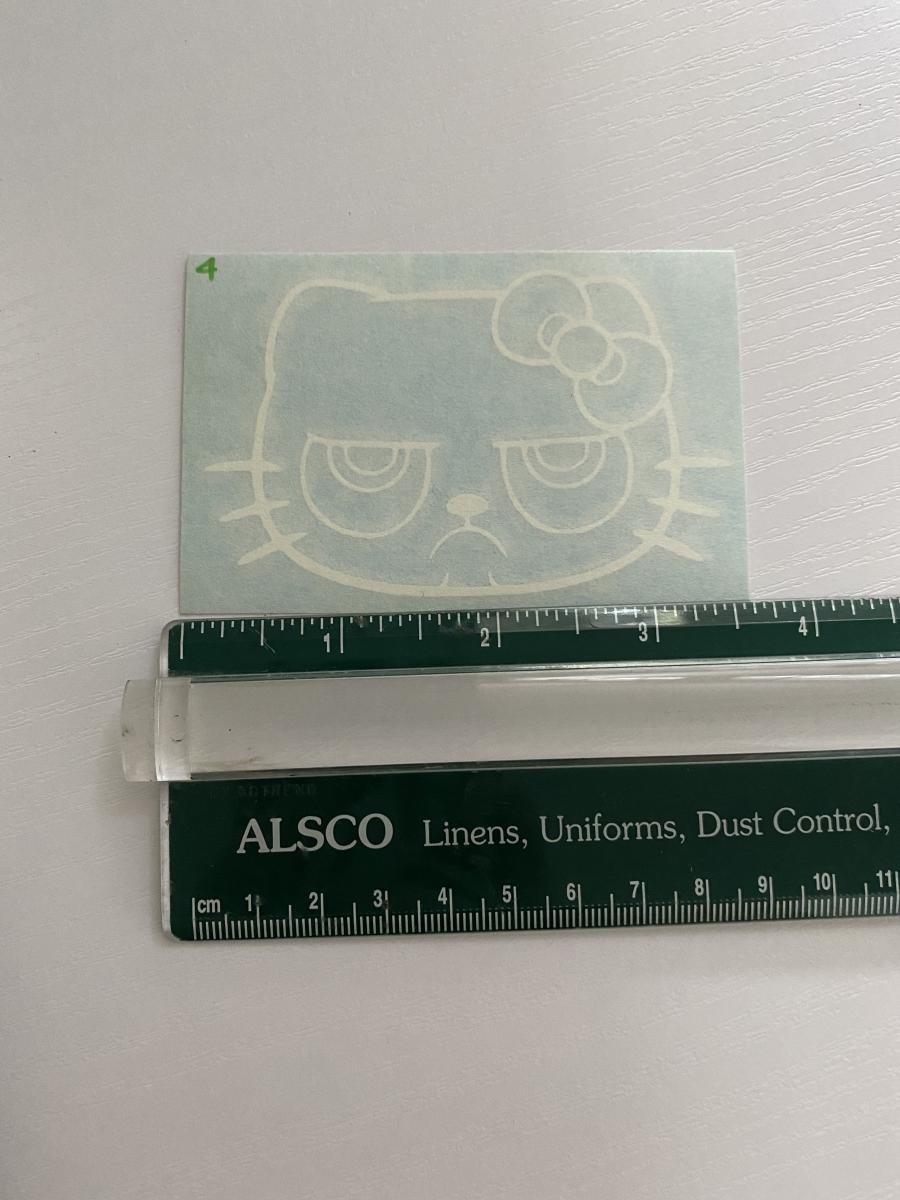 4
1 2 3 4
ALSCO Linens, Uniforms, Dust Control,
cm 1 2 3 4 5 6 7 8 9 10 11